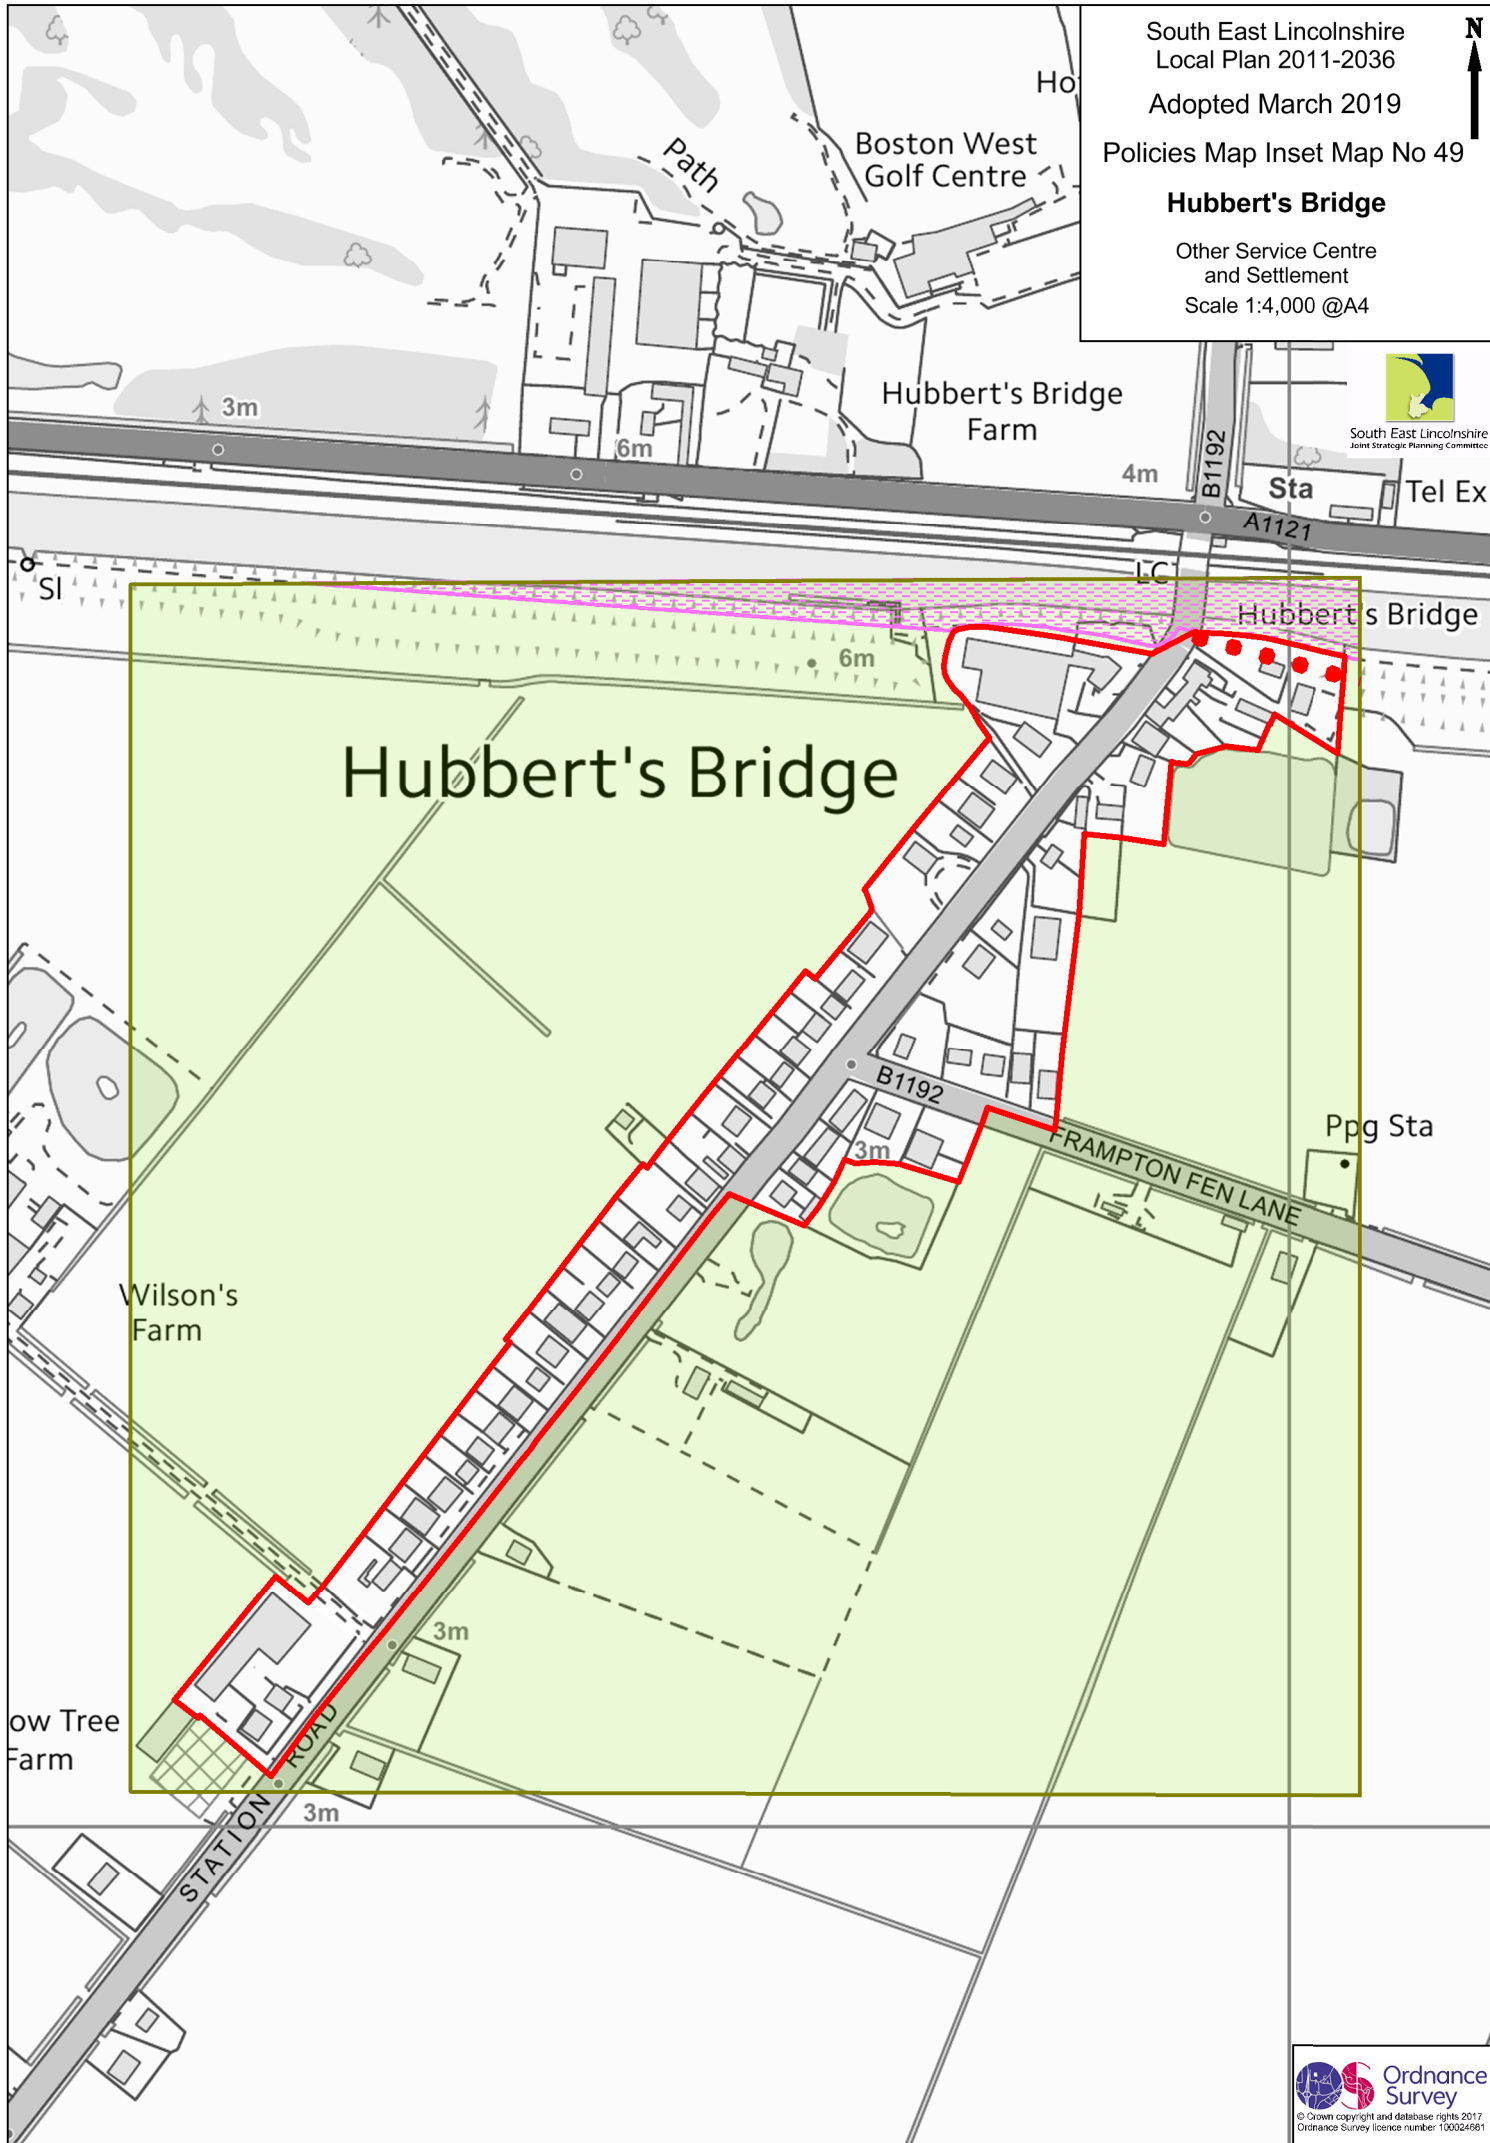 South East Lincolnshire
Local Plan 2011-2036
Adopted March 2019
Policies Map Inset Map No 49
Hubbert's Bridge
Other Service Centre
and Settlement
Scale 1:4,000 @A4
N
South East Lincolnshire
Joint Strategic Planning Committee
Path
Boston West
Golf Centre
Hubbert's Bridge
Farm
3m
6m
4m
B1192
Sta
Tel Ex
A1121
LC
Sl
Hubbert's Bridge
6m
Hubbert's Bridge
B1192
3m
FRAMPTON FEN LANE
Ppg Sta
Wilson's
Farm
3m
ow Tree
Farm
STATION ROAD
3m
Ordnance
Survey
© Crown copyright and database rights 2017
Ordnance Survey licence number 100024661